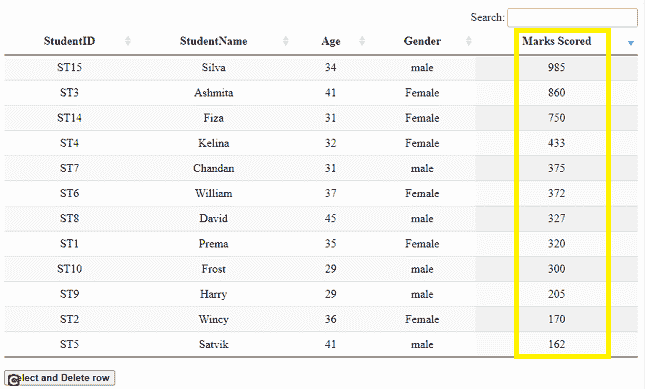 Search:
StudentID StudentName Age Gender Marks Scored
ST15 Silva 34 male 985
ST3 Ashmita 41 Female 860
ST14 Fiza 31 Female 750
ST4 Kelina 32 Female 433
ST7 Chandan 31 male 375
ST6 William 37 Female 372
ST8 David 45 male 327
ST1 Prema 35 Female 320
ST10 Frost 29 male 300
ST9 Harry 29 male 205
ST2 Wincy 36 Female 170
ST5 Satvik 41 male 162
lect and Delete row